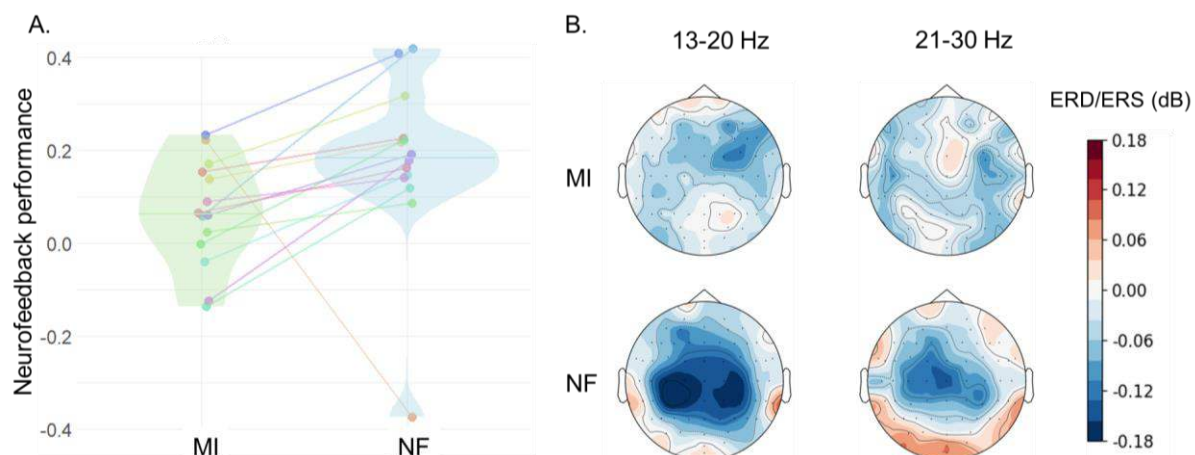 A.
Neurofeedback performance
0.4
0.2
0.0
-0.2
-0.4
MI
NF
B.
13-20 Hz
21-30 Hz
MI
NF
ERD/ERS (dB)
0.18
0.12
0.06
0.00
-0.06
-0.12
-0.18